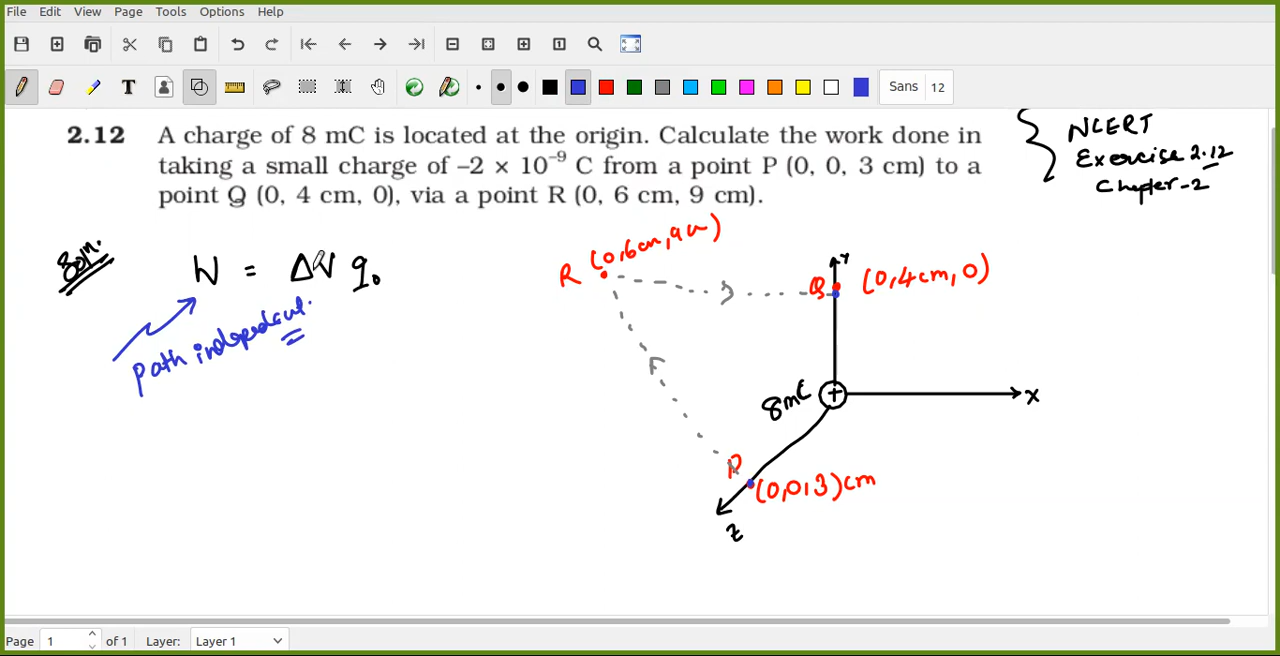 File Edit View Page Tools Options Help
T Sans 12
2.12 A charge of 8 mC is located at the origin. Calculate the work done in
taking a small charge of –2 × 10⁻⁹ C from a point P (0, 0, 3 cm) to a
point Q (0, 4 cm, 0), via a point R (0, 6 cm, 9 cm).
NCERT
Exercise 2.12
Chapter-2
Soln.
W = ΔV q₀
path independent.
R (0,6cm,9cm)
Y
Q (0,4cm,0)
8mC +
X
P
(0,0,3)cm
Z
Page 1 of 1 Layer: Layer 1